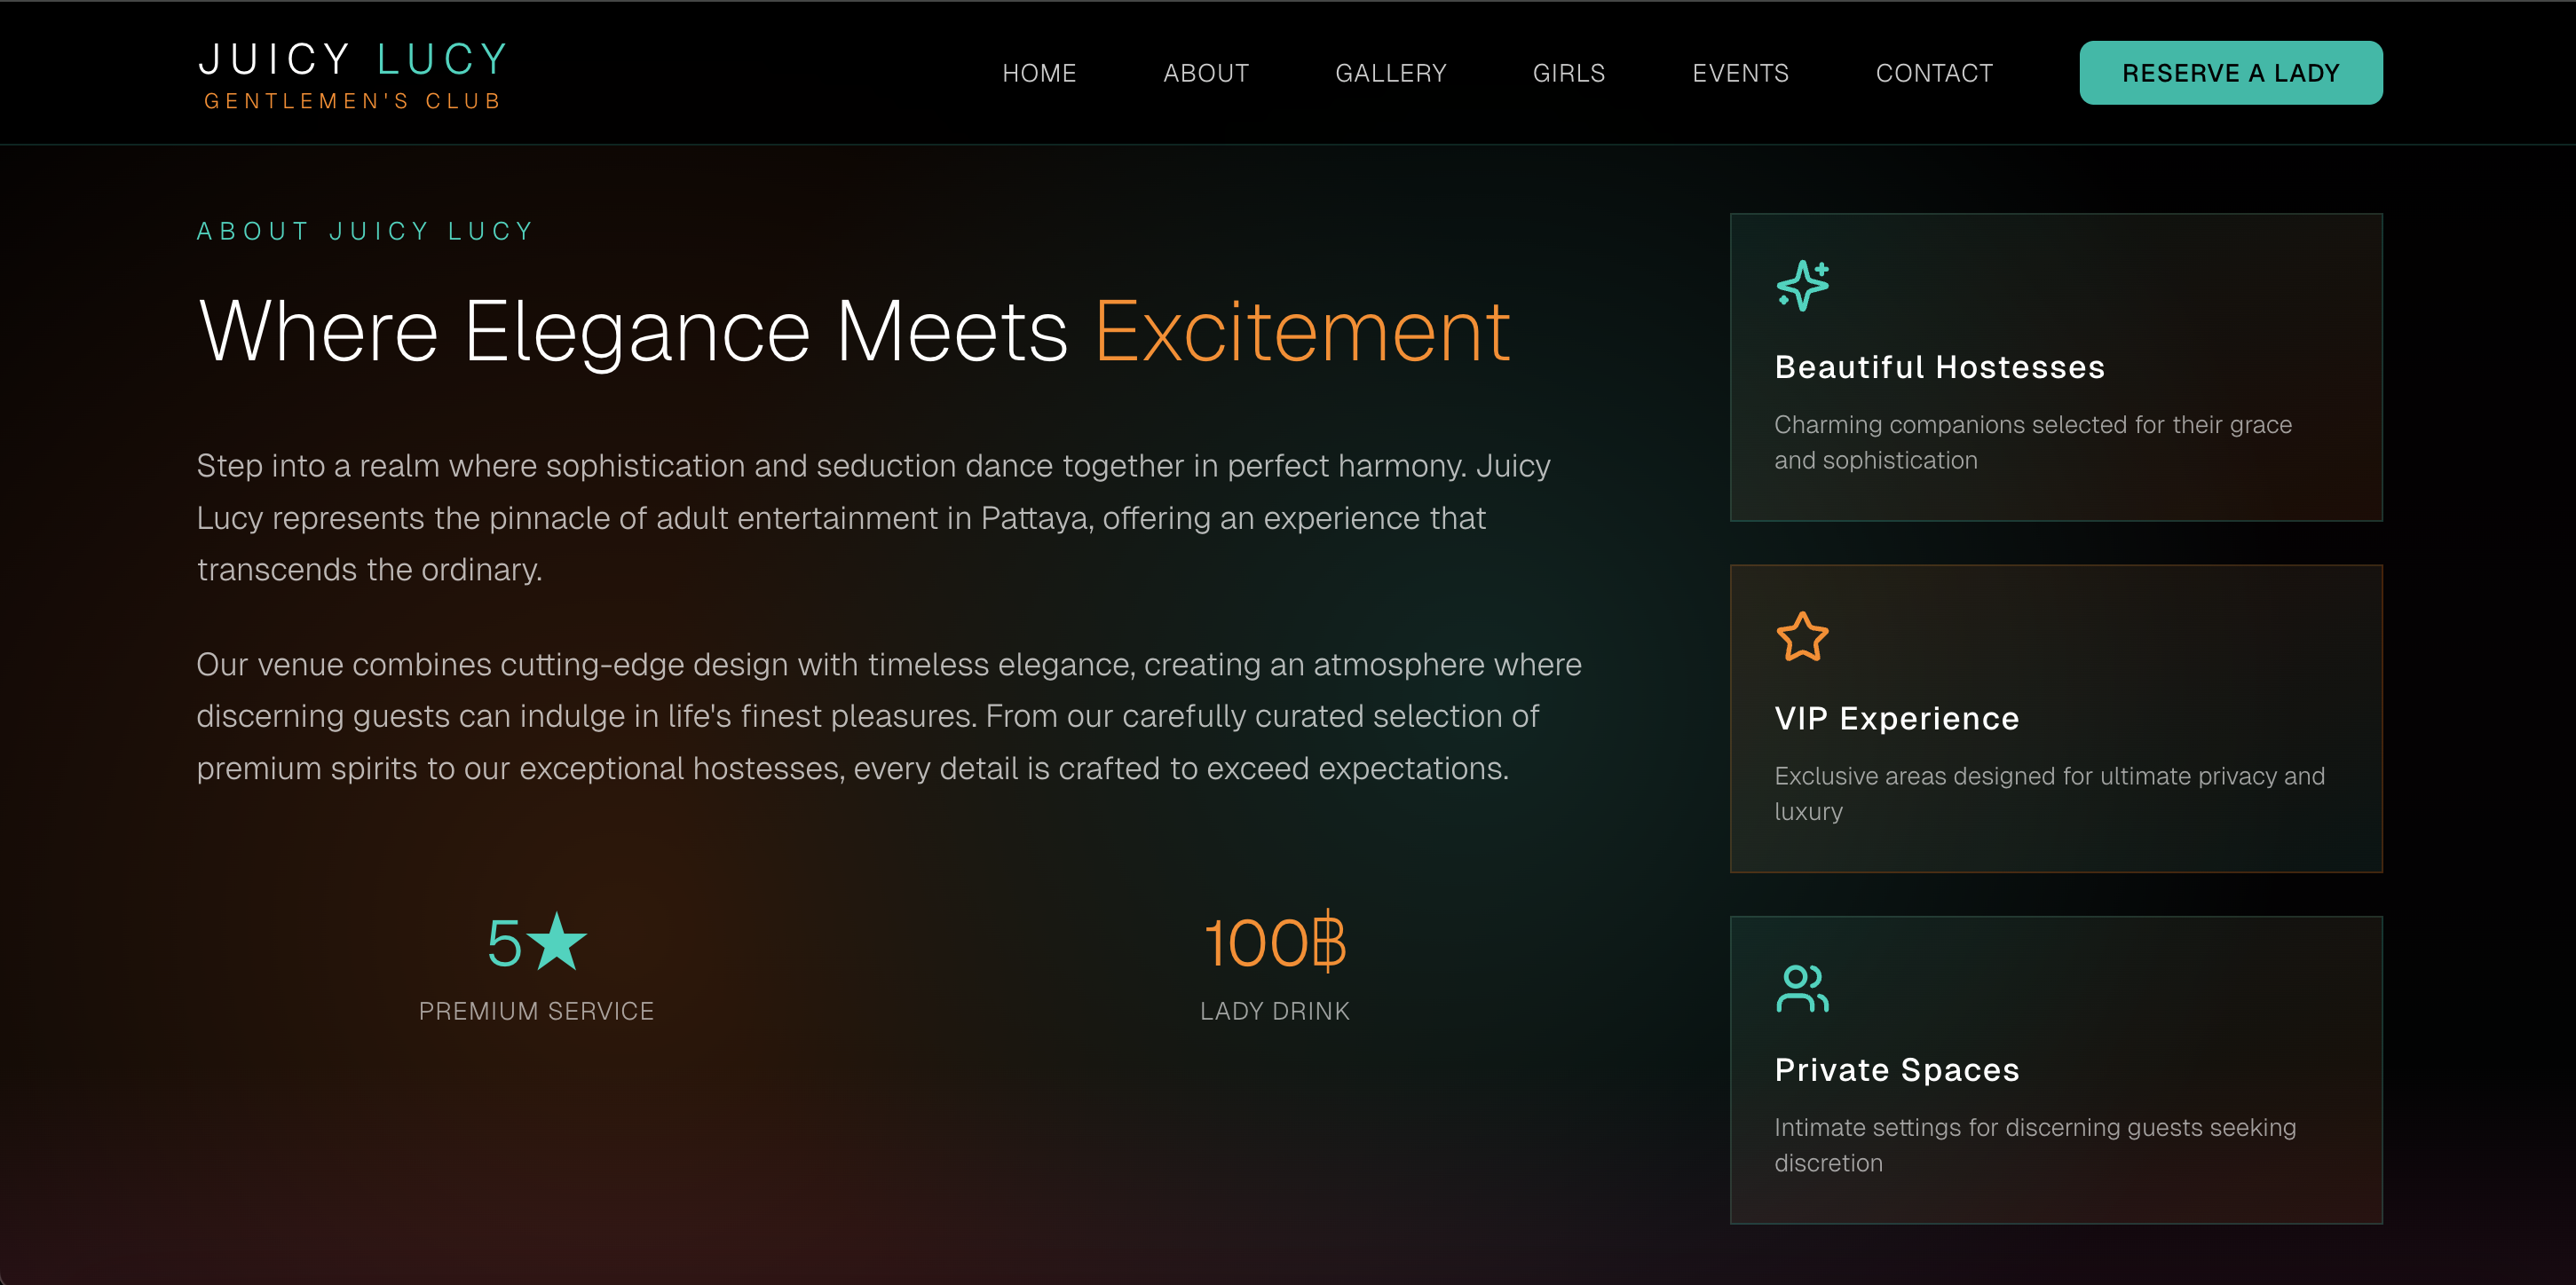 JUICY LUCY
GENTLEMEN'S CLUB
HOME
ABOUT
GALLERY
GIRLS
EVENTS
CONTACT
RESERVE A LADY
ABOUT JUICY LUCY
Where Elegance Meets Excitement
Step into a realm where sophistication and seduction dance together in perfect harmony. Juicy
Lucy represents the pinnacle of adult entertainment in Pattaya, offering an experience that
transcends the ordinary.
Our venue combines cutting-edge design with timeless elegance, creating an atmosphere where
discerning guests can indulge in life's finest pleasures. From our carefully curated selection of
premium spirits to our exceptional hostesses, every detail is crafted to exceed expectations.
5★
PREMIUM SERVICE
100฿
LADY DRINK
Beautiful Hostesses
Charming companions selected for their grace
and sophistication
VIP Experience
Exclusive areas designed for ultimate privacy and
luxury
Private Spaces
Intimate settings for discerning guests seeking
discretion